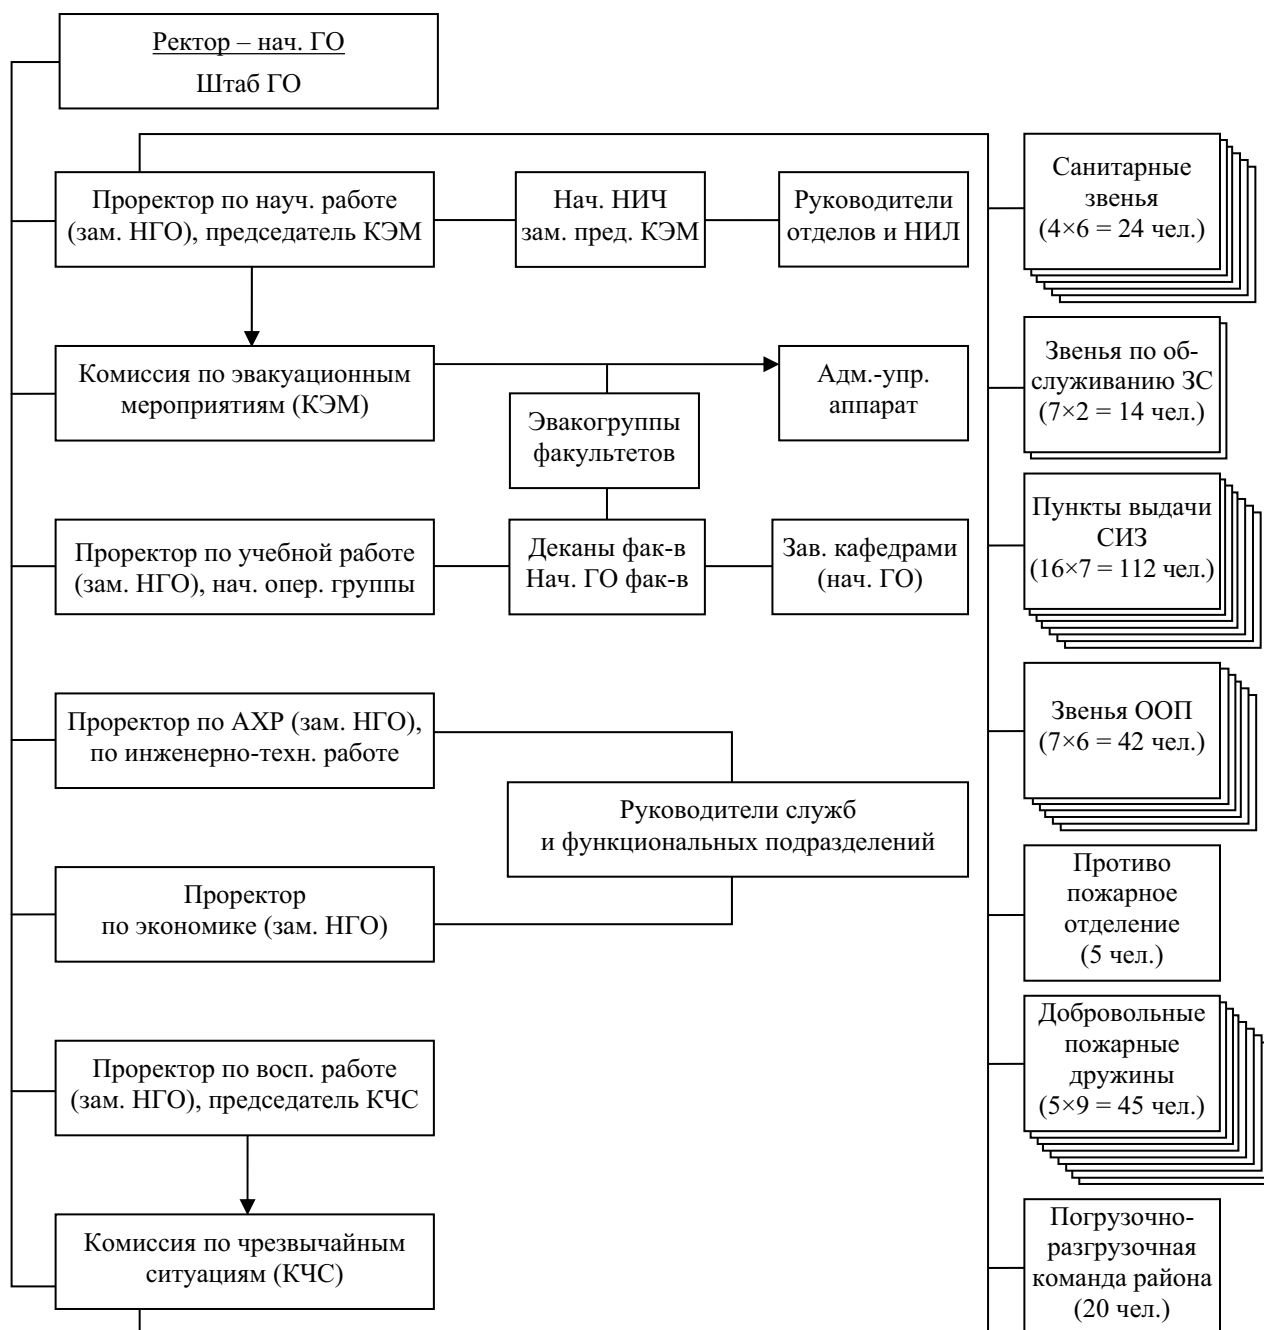 Ректор – нач. ГО
Штаб ГО
Проректор по науч. работе
(зам. НГО), председатель КЭМ
Нач. НИЧ
зам. пред. КЭМ
Руководители
отделов и НИЛ
Санитарные
звенья
(4×6 = 24 чел.)
Комиссия по эвакуационным
мероприятиям (КЭМ)
Эвакогруппы
факультетов
Адм.-упр.
аппарат
Звенья по об-
служиванию ЗС
(7×2 = 14 чел.)
Проректор по учебной работе
(зам. НГО), нач. опер. группы
Деканы фак-в
Нач. ГО фак-в
Зав. кафедрами
(нач. ГО)
Пункты выдачи
СИЗ
(16×7 = 112 чел.)
Проректор по АХР (зам. НГО),
по инженерно-техн. работе
Руководители служб
и функциональных подразделений
Звенья ООП
(7×6 = 42 чел.)
Проректор
по экономике (зам. НГО)
Противо
пожарное
отделение
(5 чел.)
Проректор по восп. работе
(зам. НГО), председатель КЧС
Добровольные
пожарные
дружины
(5×9 = 45 чел.)
Комиссия по чрезвычайным
ситуациям (КЧС)
Погрузочно-
разгрузочная
команда района
(20 чел.)